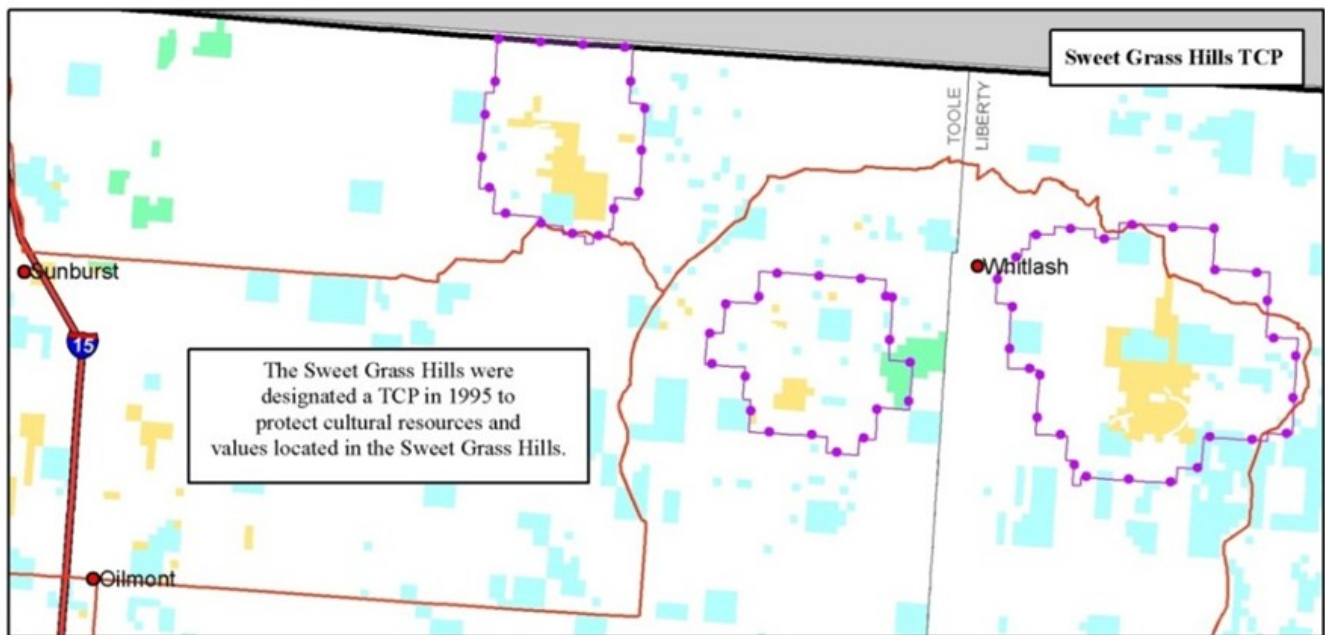 Sweet Grass Hills TCP
TOOLE
LIBERTY
Sunburst
Whitlash
15
The Sweet Grass Hills were
designated a TCP in 1995 to
protect cultural resources and
values located in the Sweet Grass Hills.
Oilmont